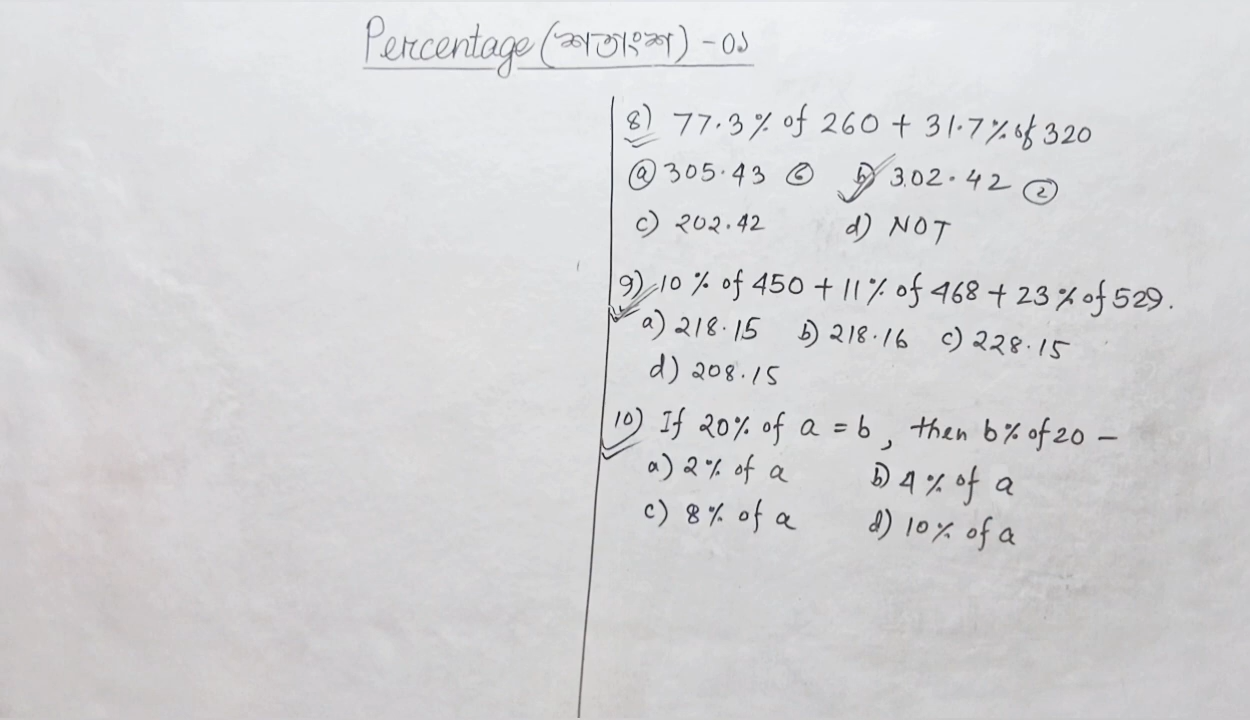 Percentage (শতাংশ) - ০১
8) 77.3% of 260 + 31.7% of 320
ⓐ 305.43 ⑥ b) 302.42 ②
c) 202.42 d) NOT
9) 10% of 450 + 11% of 468 + 23% of 529.
a) 218.15 b) 218.16 c) 228.15
d) 208.15
10) If 20% of a = b, then b% of 20 —
a) 2% of a b) 4% of a
c) 8% of a d) 10% of a